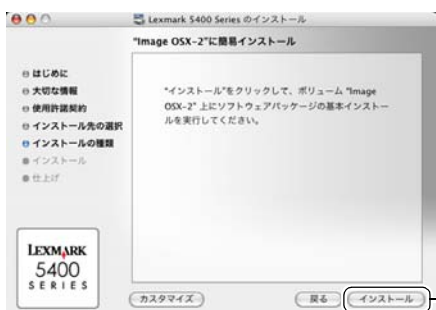 Lexmark 5400 Series のインストール
"Image OSX-2"に簡易インストール
はじめに
大切な情報
使用許諾契約
インストール先の選択
インストールの種類
インストール
仕上げ
"インストール"をクリックして、ボリューム "Image
OSX-2" 上にソフトウェアパッケージの基本インストー
ルを実行してください。
LEXMARK
5400
SERIES
カスタマイズ
戻る
インストール